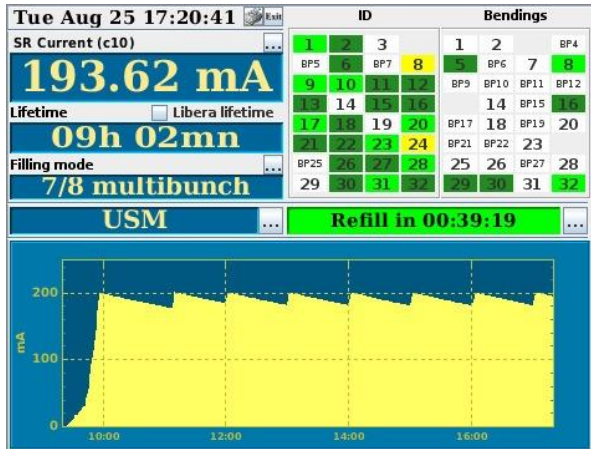 Tue Aug 25 17:20:41 Exit
SR Current (c10) ...
193.62 mA
Lifetime Libera lifetime
09h 02mn
Filling mode ...
7/8 multibunch
ID
1 2 3
BP5 6 BP7 8
9 10 11 12
13 14 15 16
17 18 19 20
21 22 23 24
BP25 26 27 28
29 30 31 32
Bendings
1 2 BP4
5 BP6 7 8
BP9 BP10 BP11 BP12
14 BP15 16
BP17 18 BP19 20
BP21 BP22 23
25 26 BP27 28
29 30 31 32
USM ... Refill in 00:39:19 ...
200
100
0
mA
10:00 12:00 14:00 16:00